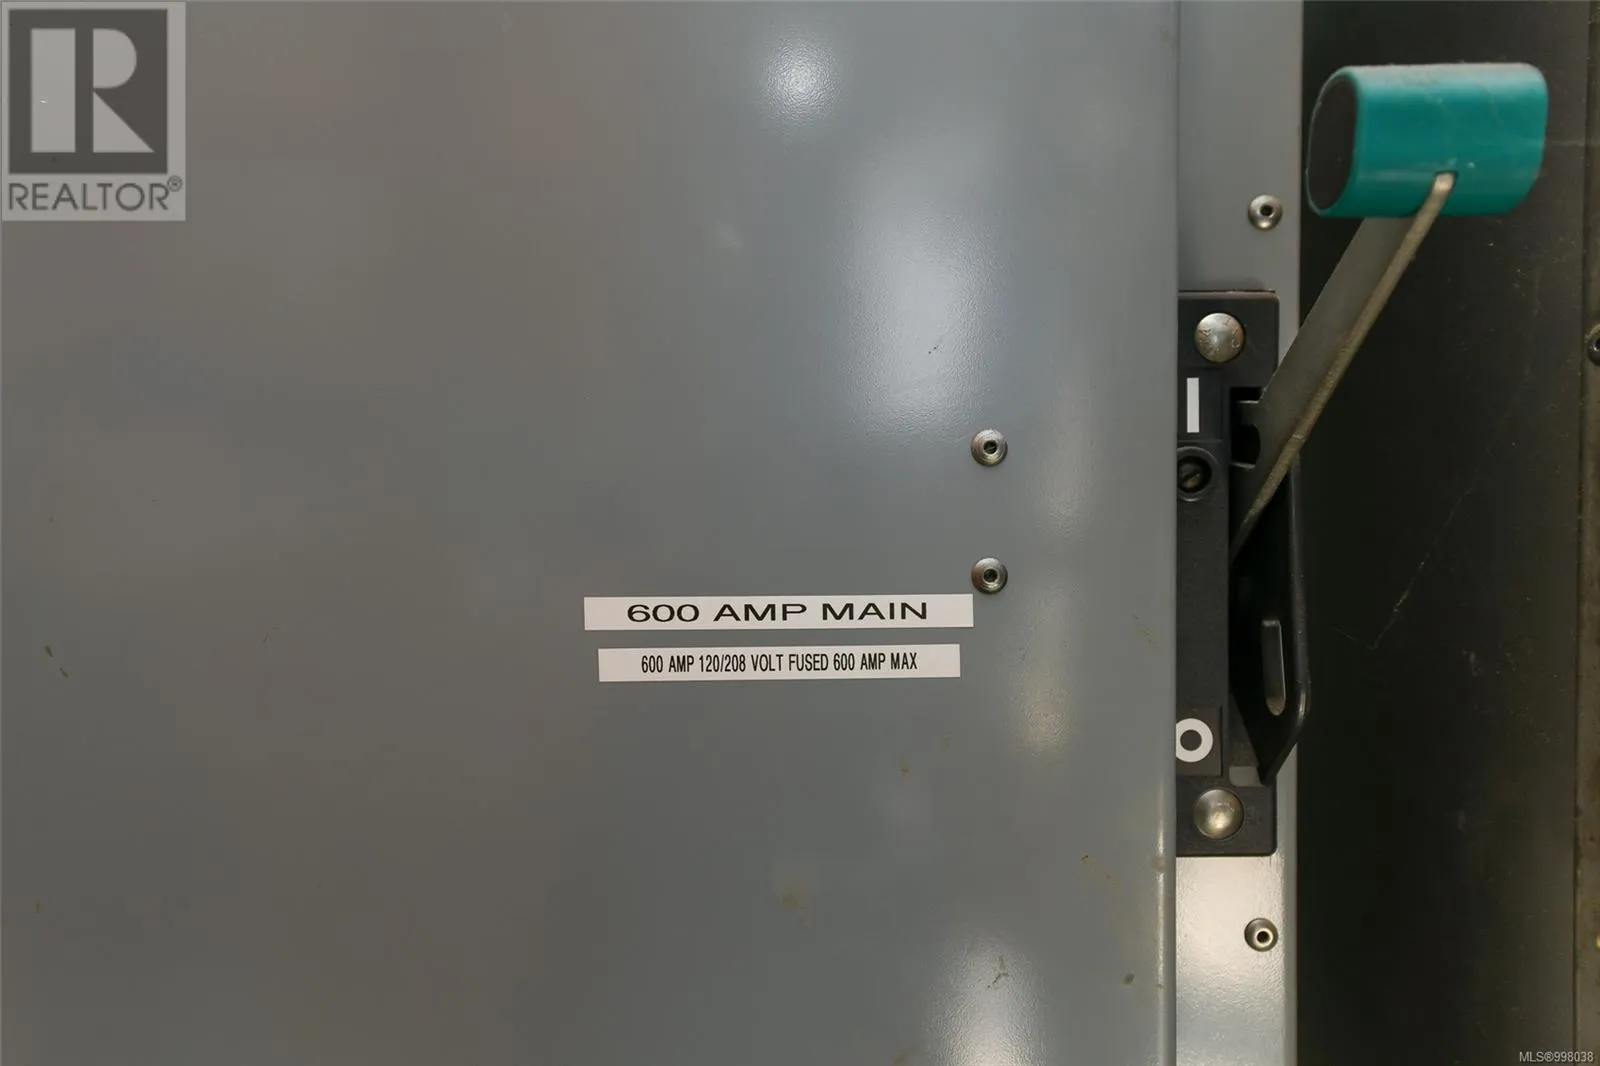 R
REALTOR®
I
600 AMP MAIN
600 AMP 120/208 VOLT FUSED 600 AMP MAX
O
MLS®998038